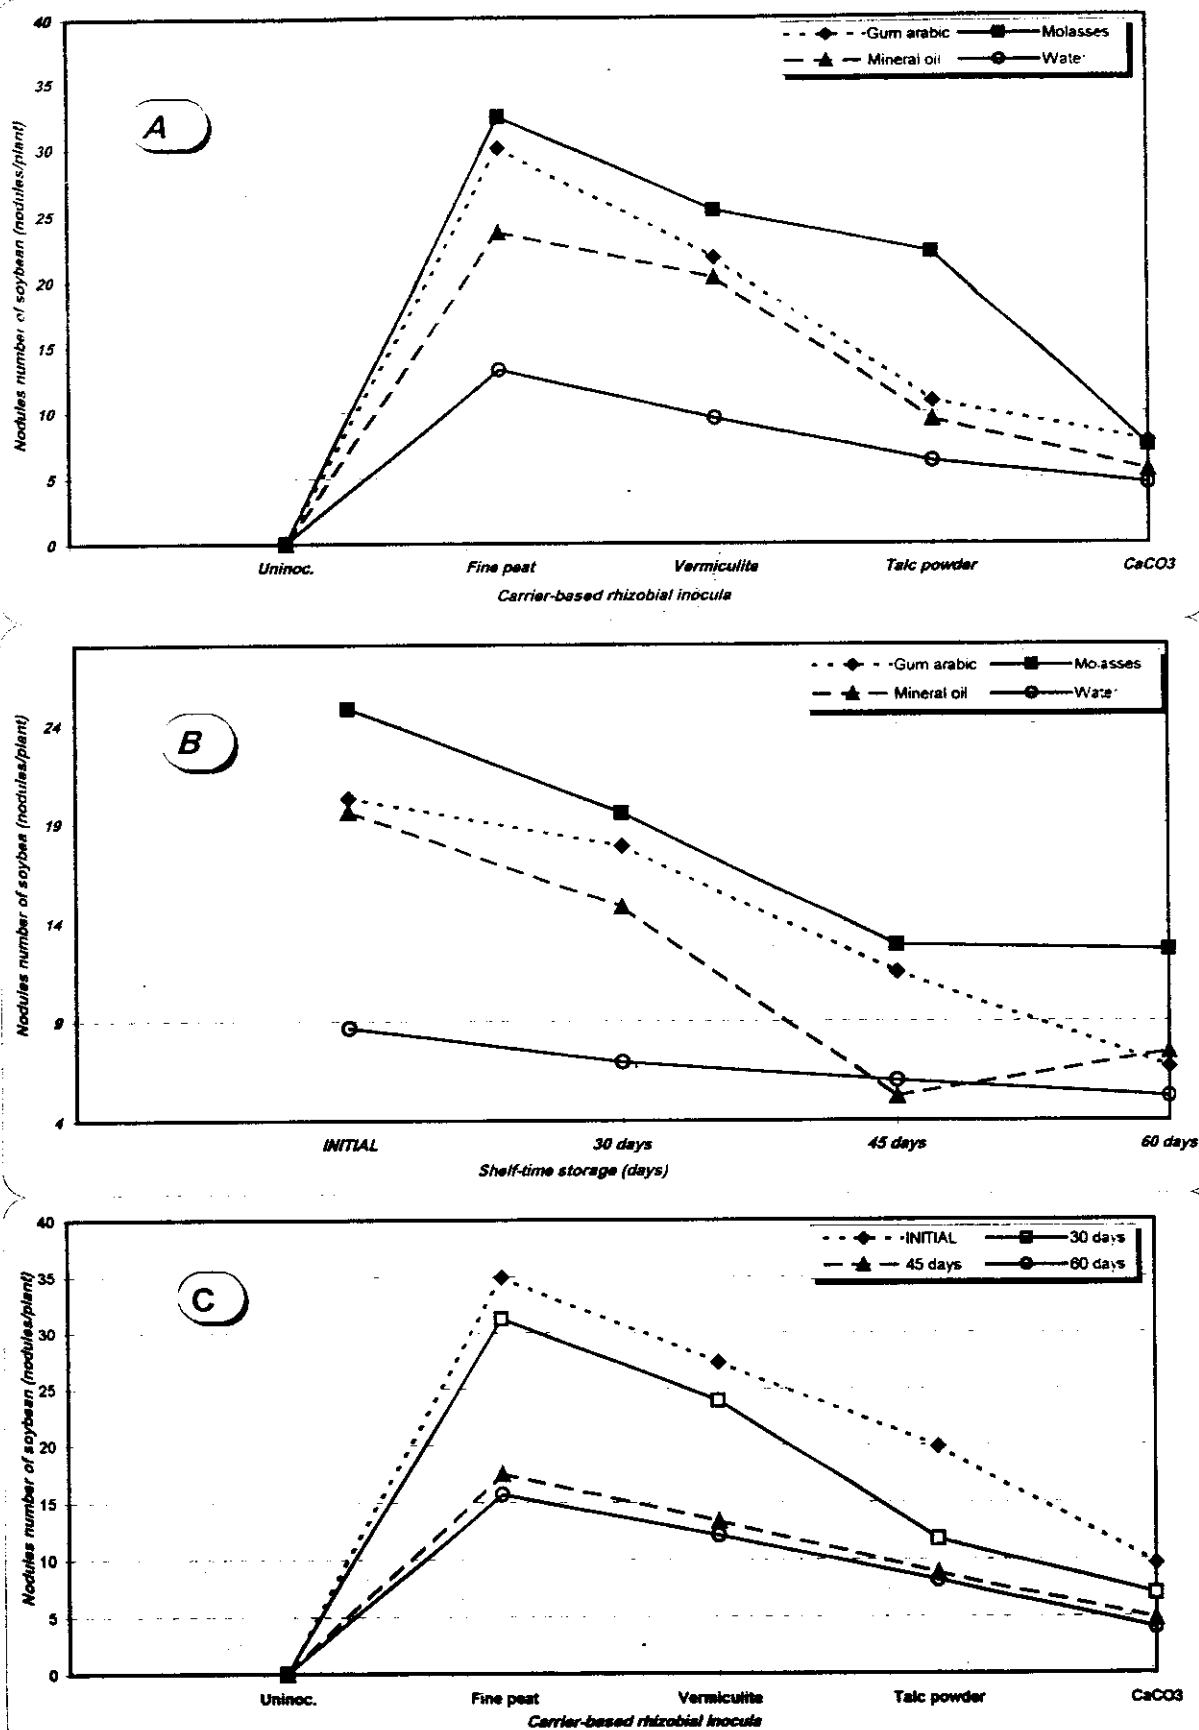 40
35
30
25
20
15
10
5
0
Nodules number of soybean (nodules/plant)
A
Gum arabic Molasses
Mineral oil Water
Uninoc. Fine peat Vermiculite Talc powder CaCO3
Carrier-based rhizobial inocula
24
19
14
9
4
Nodules number of soybea (nodules/plant)
B
Gum arabic Molasses
Mineral oil Water
INITIAL 30 days 45 days 60 days
Shelf-time storage (days)
40
35
30
25
20
15
10
5
0
Nodules number of soybean (nodules/plant)
C
INITIAL 30 days
45 days 60 days
Uninoc. Fine peat Vermiculite Talc powder CaCO3
Carrier-based rhizobial inocula